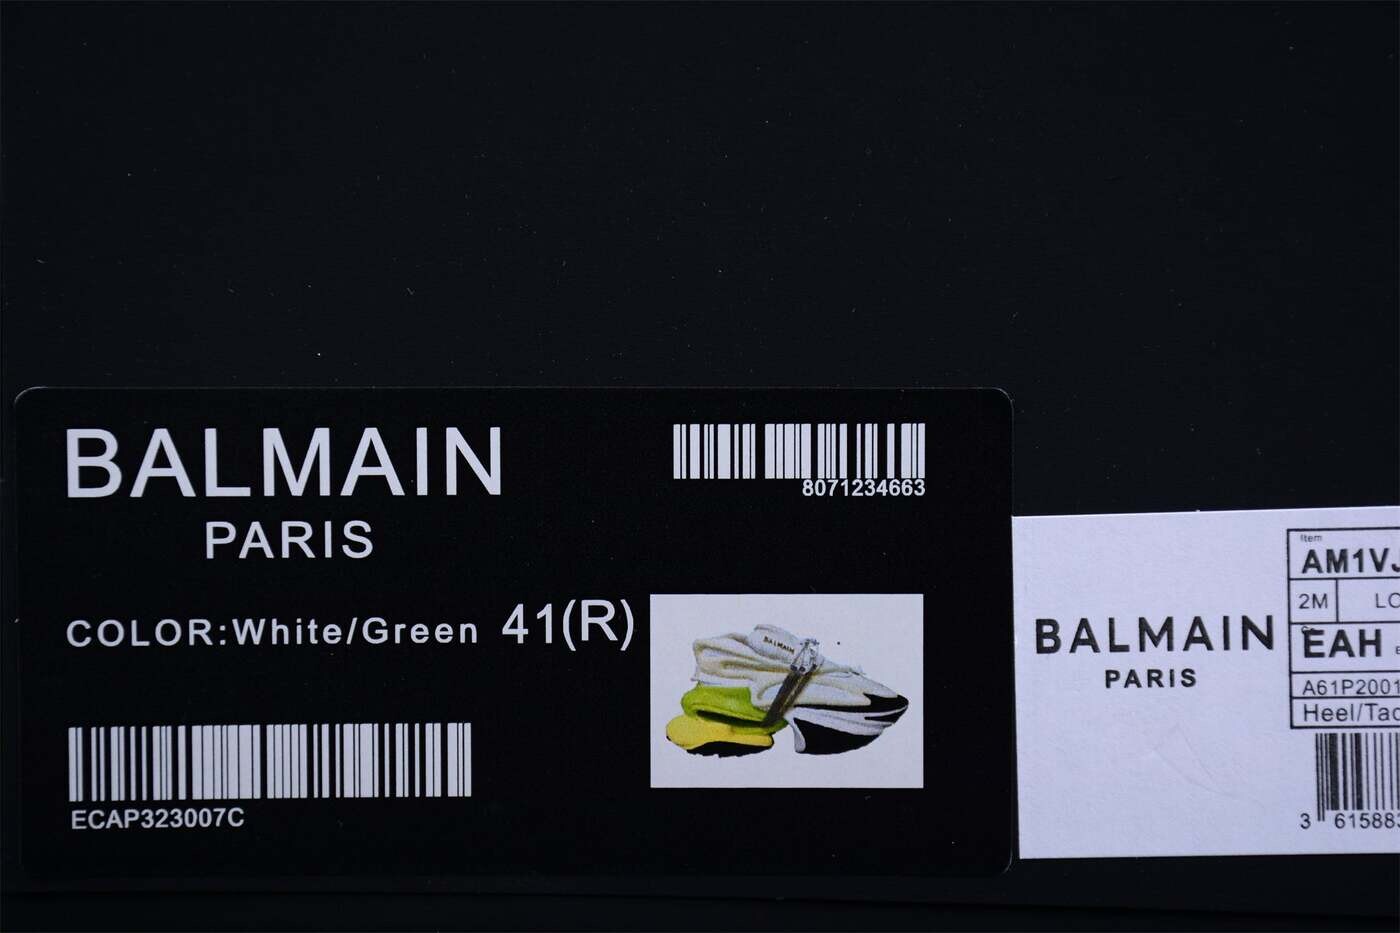 BALMAIN
PARIS
8071234663
COLOR:White/Green 41(R)
BALMAIN
ECAP323007C
BALMAIN
PARIS
Item
AM1VJ
2M
LO
EAH
A61P2001
Heel/Tac
3 615883